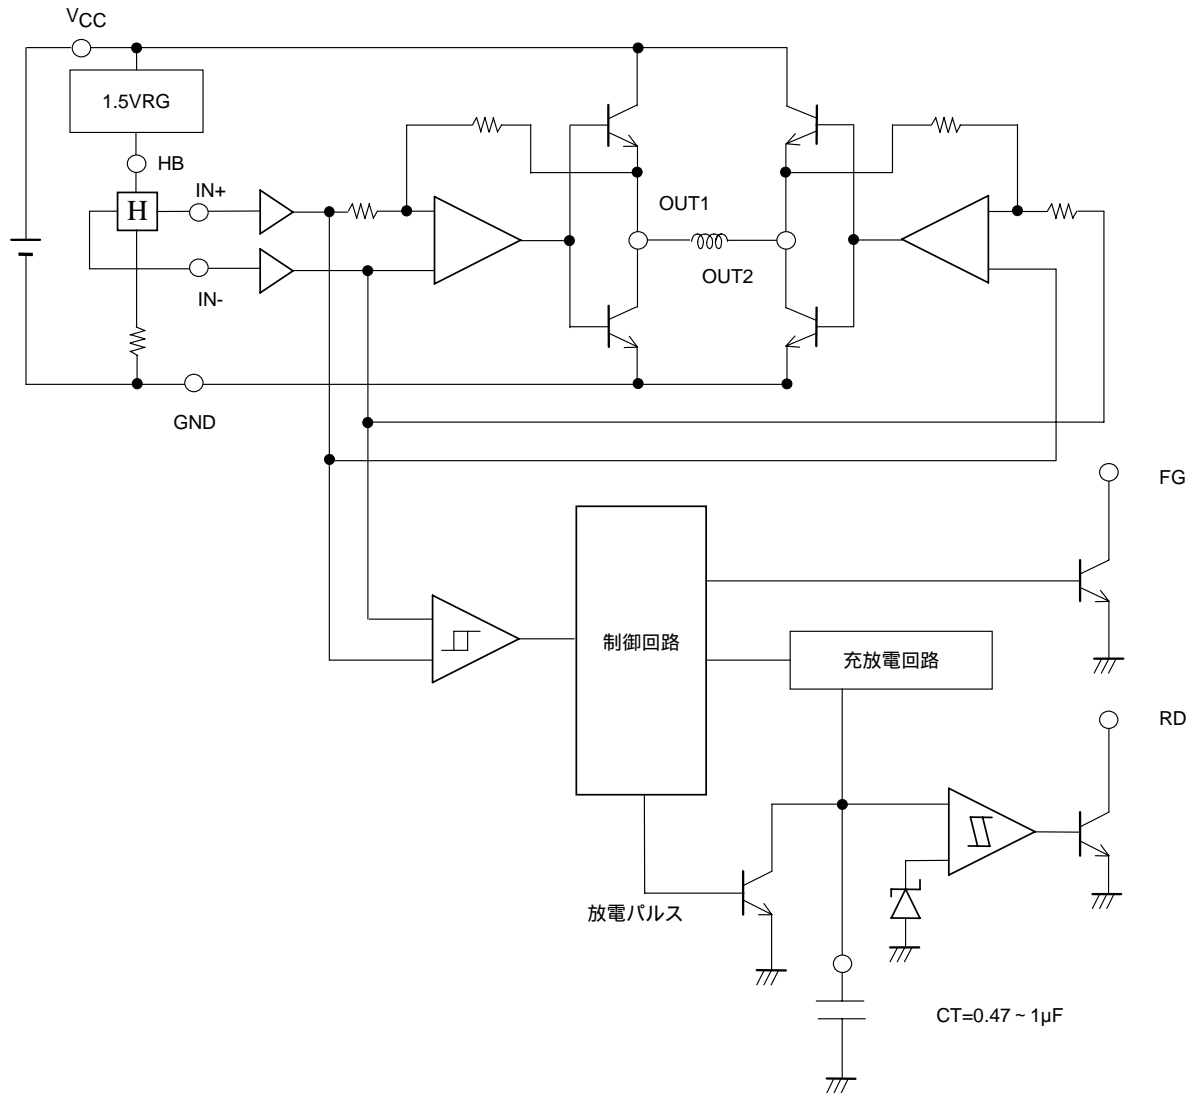 VCC
1.5VRG
HB
IN+
H
OUT1
OUT2
IN-
GND
FG
制御回路
充放電回路
RD
放電パルス
CT=0.47～1µF